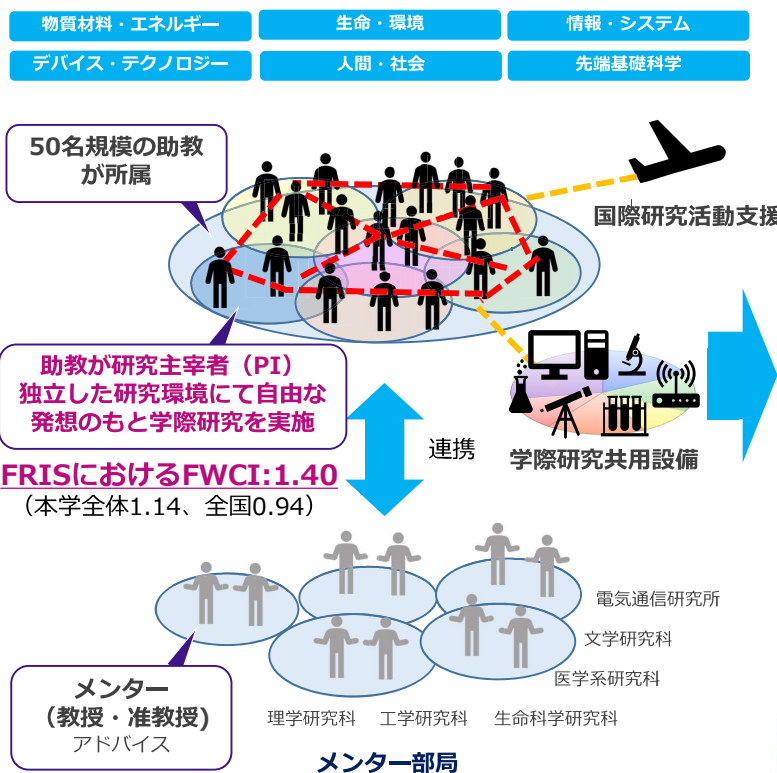 物質材料・エネルギー
生命・環境
情報・システム
デバイス・テクノロジー
人間・社会
先端基礎科学
50名規模の助教
が所属
国際研究活動支援
助教が研究主宰者（PI）
独立した研究環境にて自由な
発想のもと学際研究を実施
連携
学際研究共用設備
FRISにおけるFWCI:1.40
（本学全体1.14、全国0.94）
電気通信研究所
文学研究科
医学系研究科
メンター
（教授・准教授)
アドバイス
理学研究科
工学研究科
生命科学研究科
メンター部局